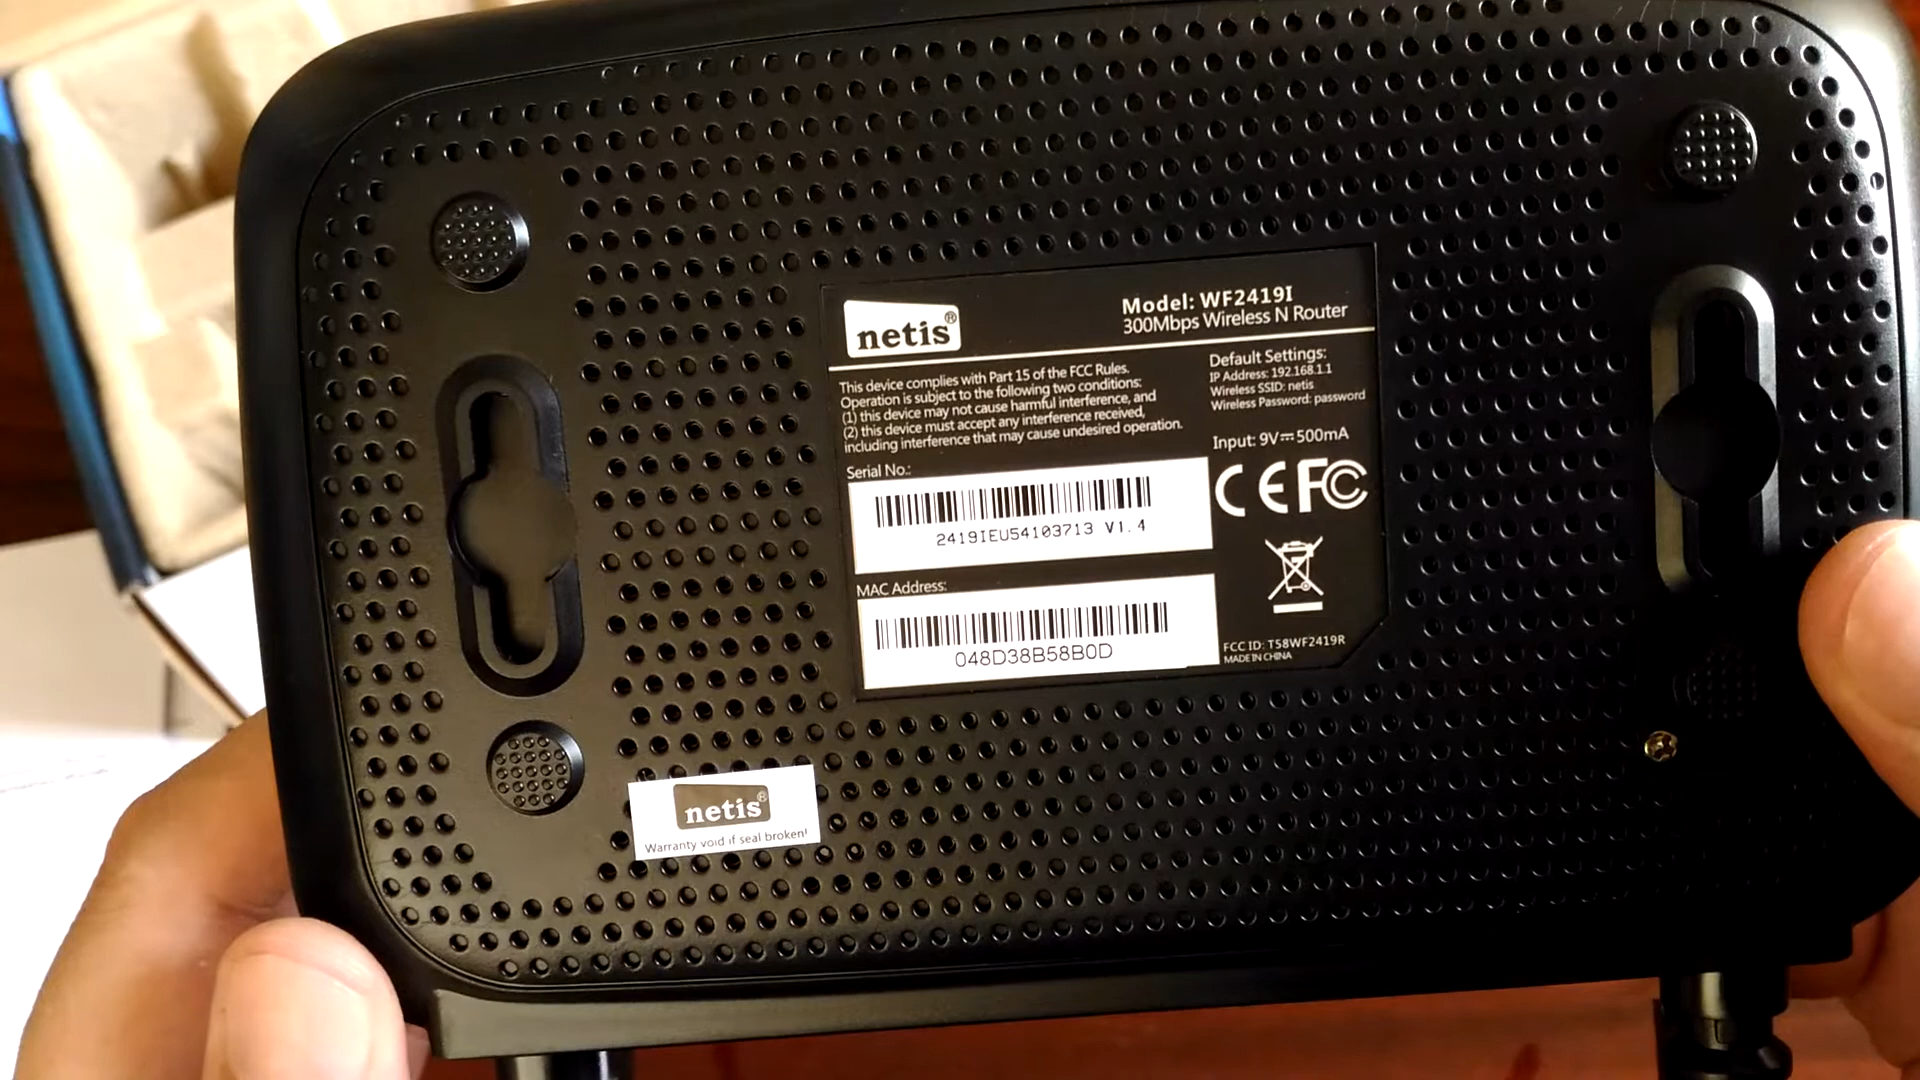 netis®
Model: WF2419I
300Mbps Wireless N Router
This device complies with Part 15 of the FCC Rules.
Operation is subject to the following two conditions:
(1) this device may not cause harmful interference, and
(2) this device must accept any interference received,
including interference that may cause undesired operation.
Default Settings:
IP Address: 192.168.1.1
Wireless SSID: netis
Wireless Password: password
Input: 9V⎓500mA
CE FC
Serial No.:
2419IEU54103713 V1.4
MAC Address:
048D38B58B0D
FCC ID: T58WF2419R
MADE IN CHINA
netis®
Warranty void if seal broken!